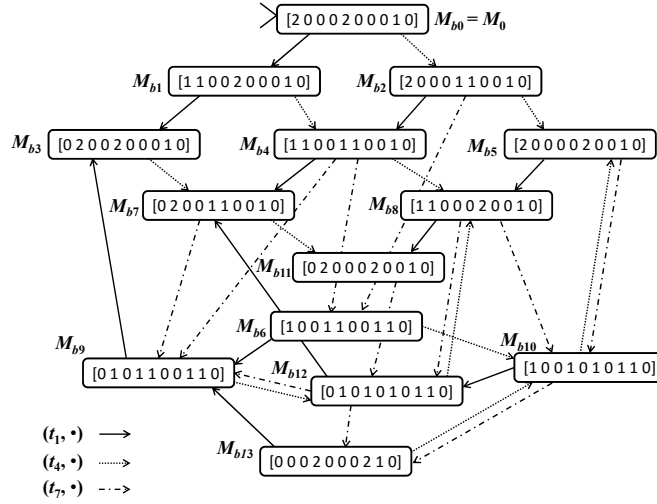 [2 0 0 0 2 0 0 0 1 0] M_b0 = M_0
M_b1 [1 1 0 0 2 0 0 0 1 0]
M_b2 [2 0 0 0 1 1 0 0 1 0]
M_b3 [0 2 0 0 2 0 0 0 1 0]
M_b4 [1 1 0 0 1 1 0 0 1 0]
M_b5 [2 0 0 0 0 2 0 0 1 0]
M_b7 [0 2 0 0 1 1 0 0 1 0]
M_b8 [1 1 0 0 0 2 0 0 1 0]
M_b11 [0 2 0 0 0 2 0 0 1 0]
M_b6 [1 0 0 1 1 0 0 1 1 0]
M_b9 [0 1 0 1 1 0 0 1 1 0]
M_b12 [0 1 0 1 0 1 0 1 1 0]
M_b10 [1 0 0 1 0 1 0 1 1 0]
M_b13 [0 0 0 2 0 0 0 2 1 0]
(t_1, •)
(t_4, •)
(t_7, •)